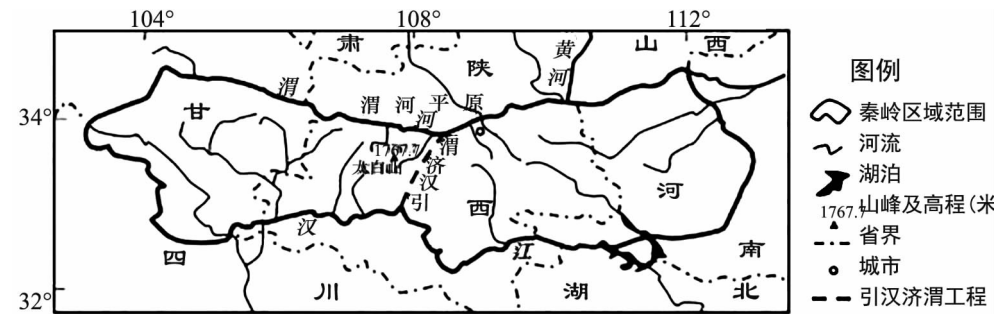 104°
108°
112°
34°
32°
甘
肃
陕
西
山 西
河
南
四
川
湖
北
黄河
渭
河
渭河平原
1767.7
太白山
引汉济渭
汉
江
图例
秦岭区域范围
河流
湖泊
1767.7
山峰及高程(米
省界
城市
引汉济渭工程